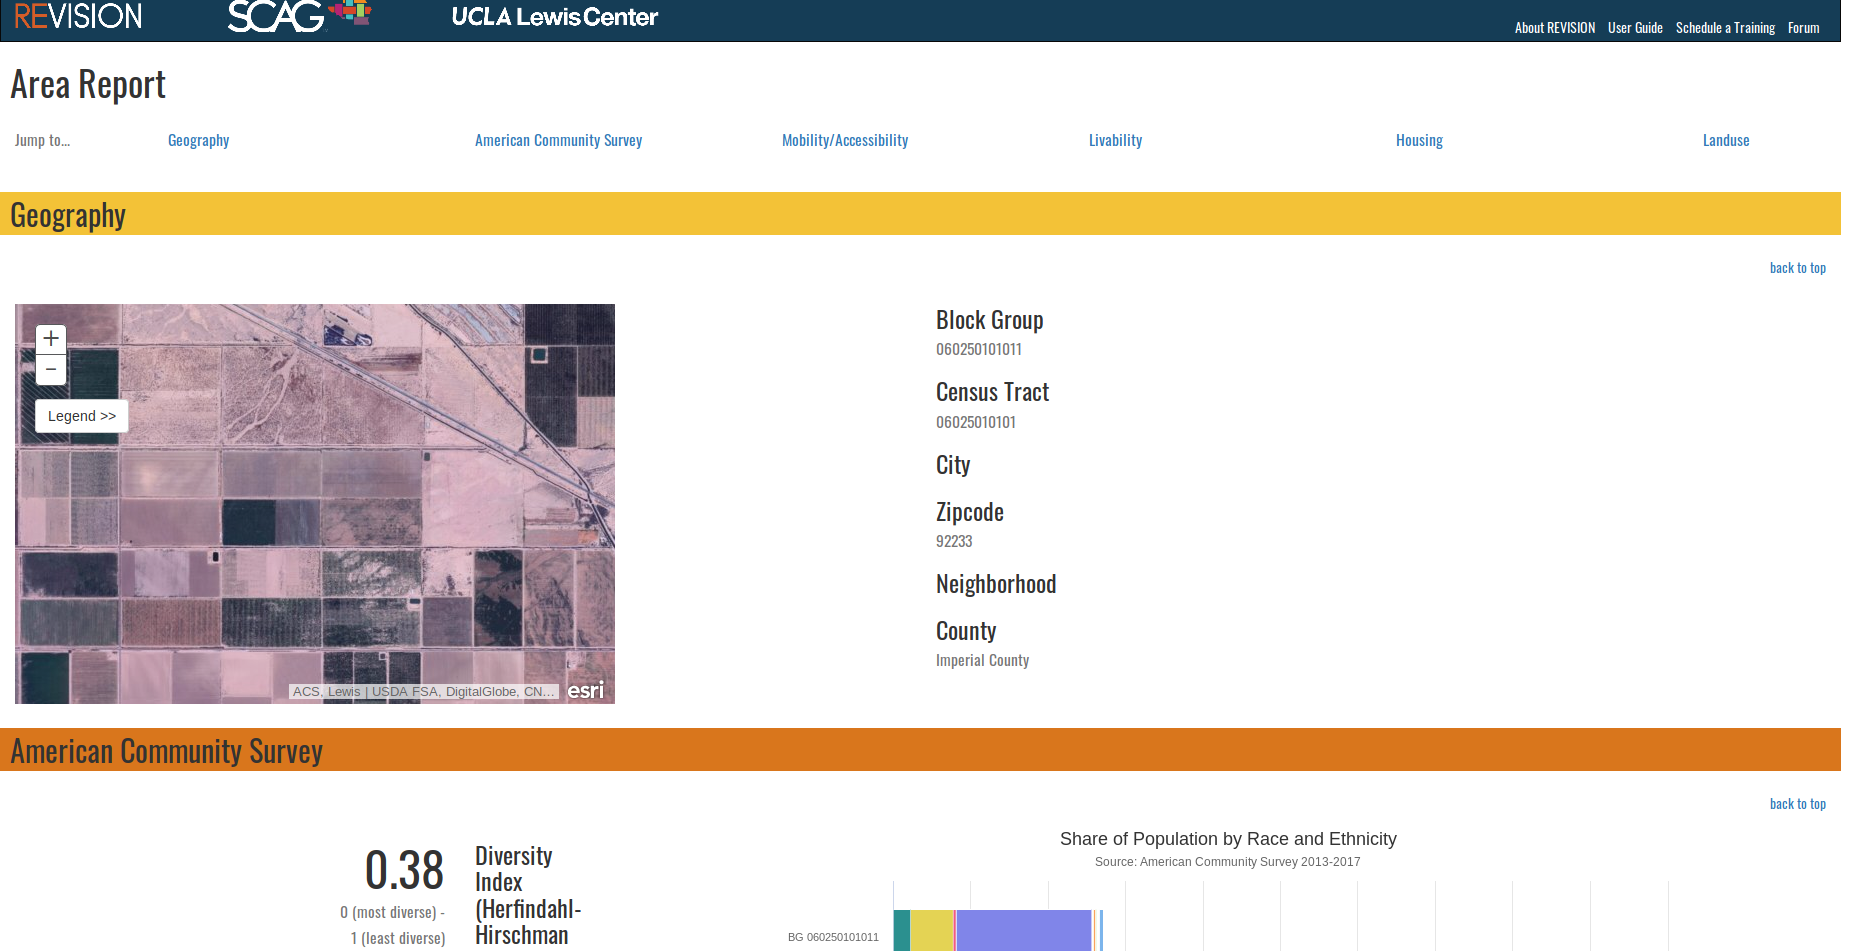 REVISION
SCAG
UCLA Lewis Center
About REVISION User Guide Schedule a Training Forum
Area Report
Jump to... Geography American Community Survey Mobility/Accessibility Livability Housing Landuse
Geography
back to top
+
−
Legend >>
ACS, Lewis | USDA FSA, DigitalGlobe, CN...
esri
Block Group
060250101011
Census Tract
06025010101
City
Zipcode
92233
Neighborhood
County
Imperial County
American Community Survey
back to top
0.38
0 (most diverse) -
1 (least diverse)
Diversity
Index
(Herfindahl-
Hirschman
Share of Population by Race and Ethnicity
Source: American Community Survey 2013-2017
BG 060250101011